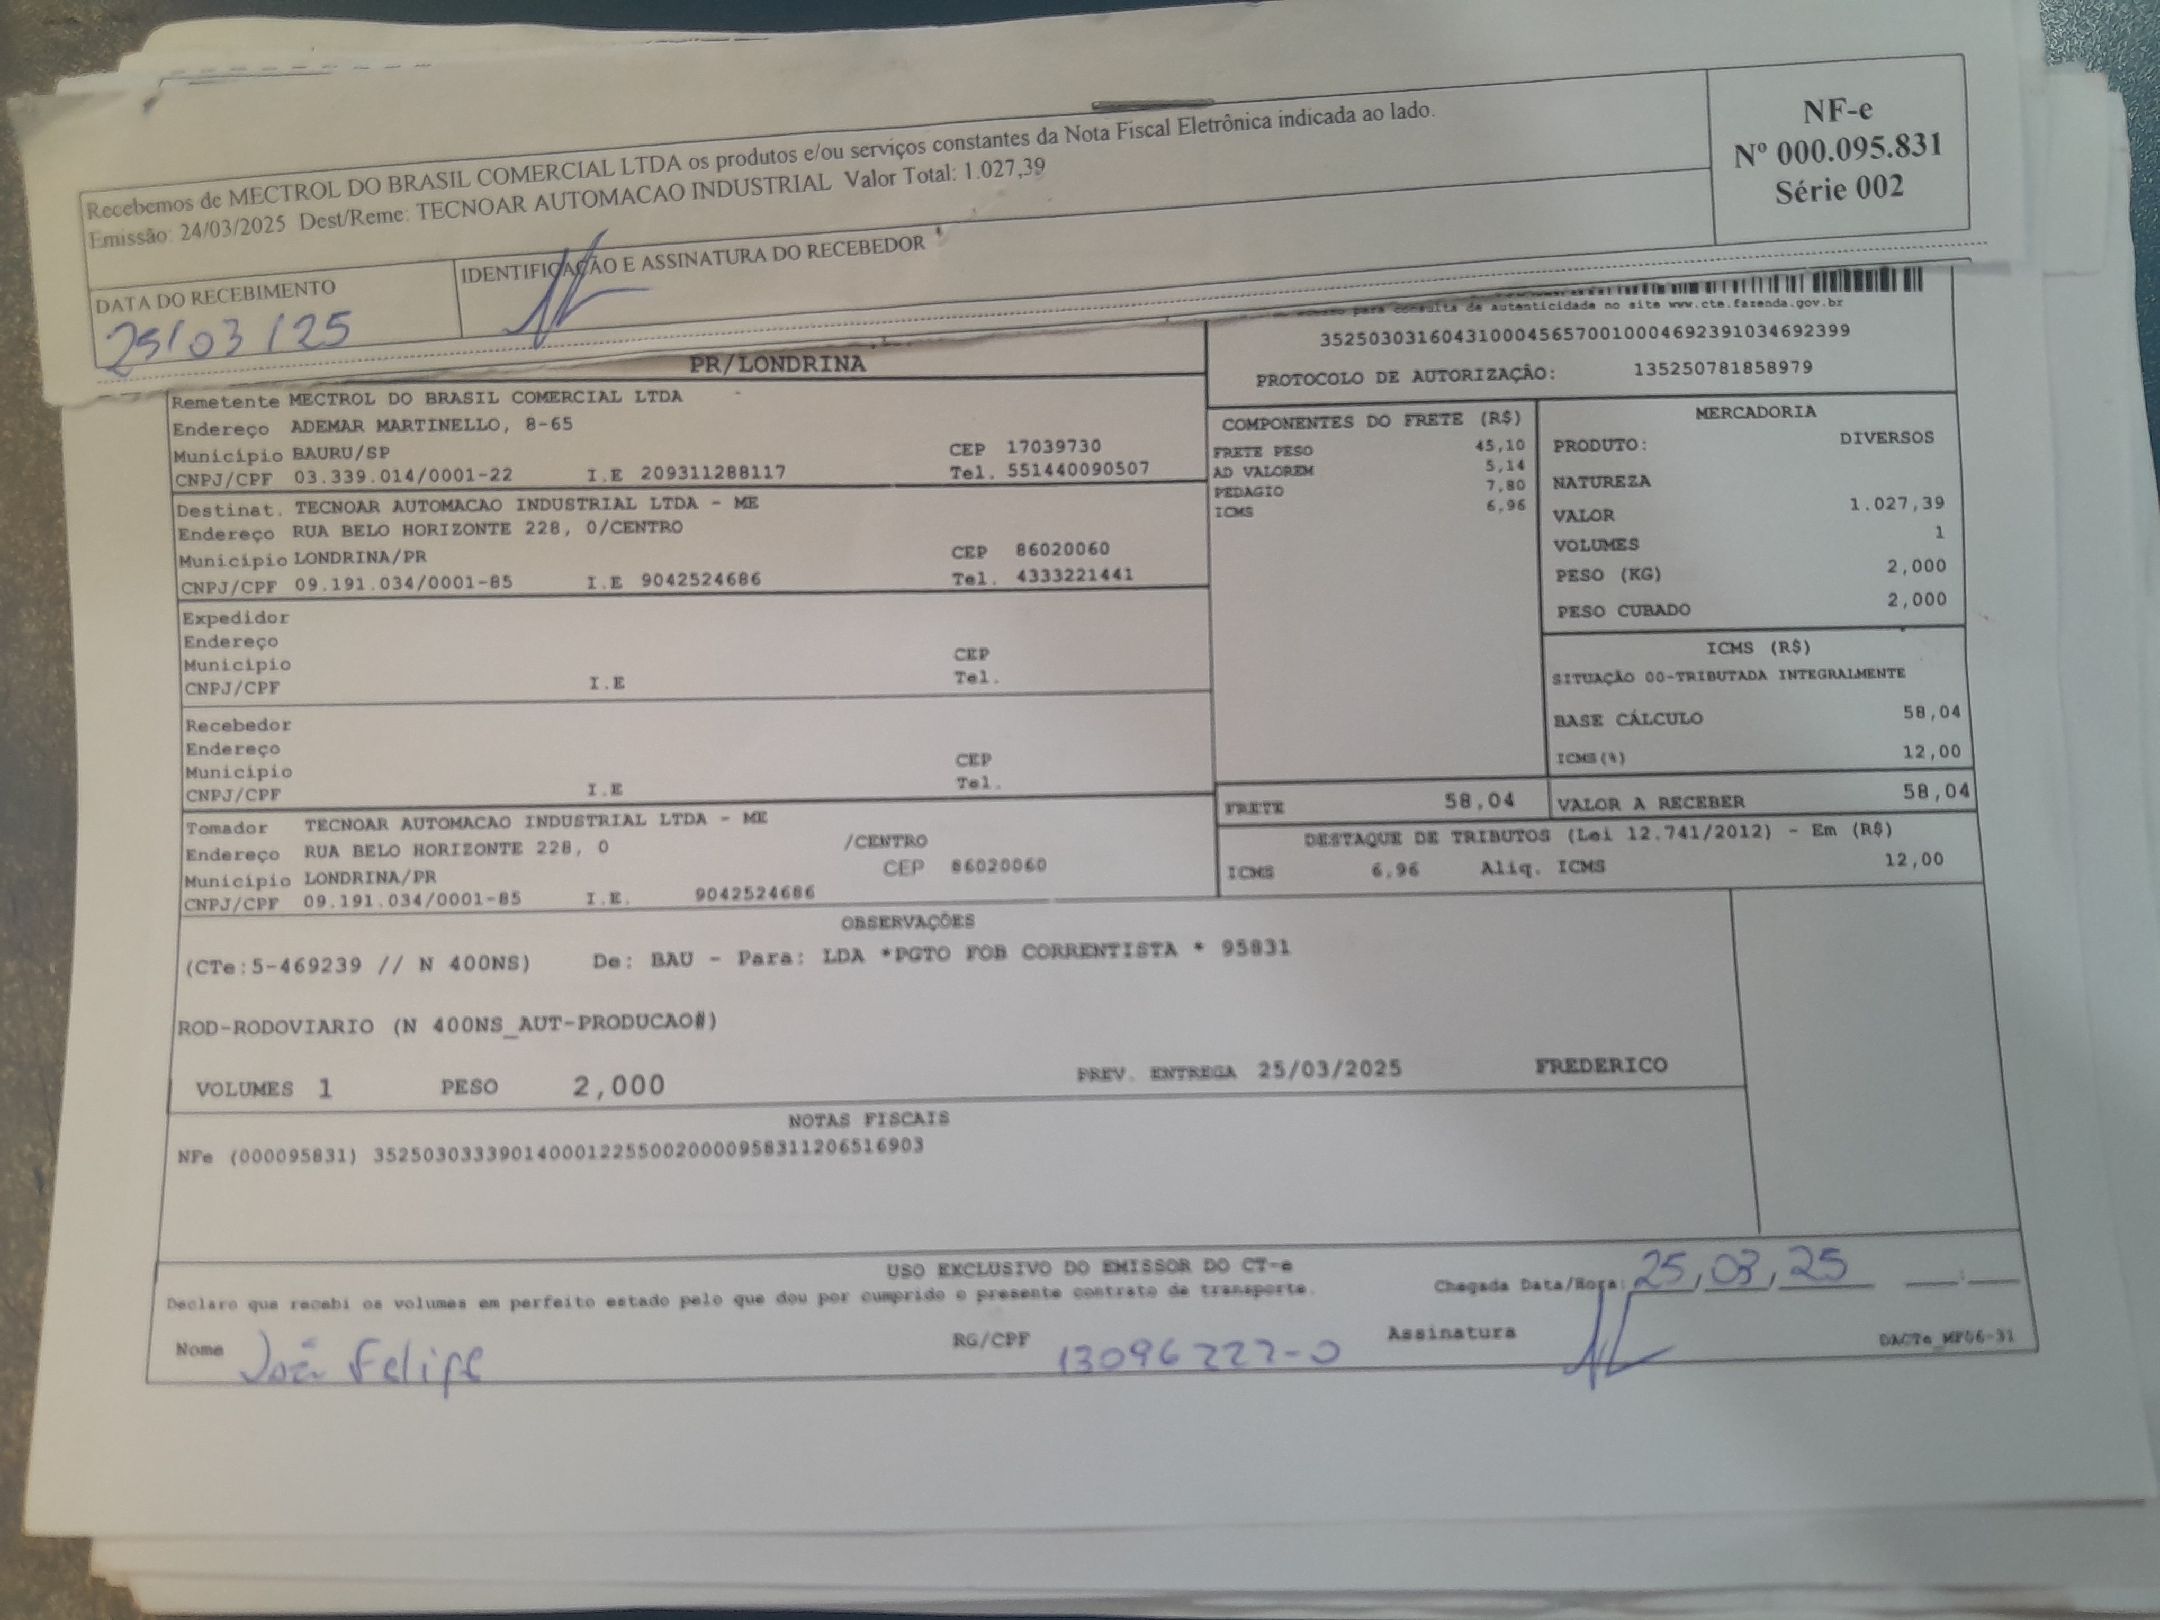 Recebemos de MECTROL DO BRASIL COMERCIAL LTDA os produtos e/ou serviços constantes da Nota Fiscal Eletrônica indicada ao lado.
Emissão: 24/03/2025 Dest/Reme: TECNOAR AUTOMACAO INDUSTRIAL Valor Total: 1.027,39
NF-e
Nº 000.095.831
Série 002
DATA DO RECEBIMENTO
25/03/25
IDENTIFICAÇÃO E ASSINATURA DO RECEBEDOR
para consulta de autenticidade no site www.cte.fazenda.gov.br
35250303160431000456570010004692391034692399
PROTOCOLO DE AUTORIZAÇÃO: 135250781858979
PR/LONDRINA
Remetente MECTROL DO BRASIL COMERCIAL LTDA
Endereço ADEMAR MARTINELLO, 8-65
Município BAURU/SP CEP 17039730
CNPJ/CPF 03.339.014/0001-22 I.E 209311288117 Tel. 551440090507
Destinat. TECNOAR AUTOMACAO INDUSTRIAL LTDA - ME
Endereço RUA BELO HORIZONTE 228, 0/CENTRO
Município LONDRINA/PR CEP 86020060
CNPJ/CPF 09.191.034/0001-85 I.E 9042524686 Tel. 4333221441
Expedidor
Endereço
Município CEP
CNPJ/CPF I.E Tel.
Recebedor
Endereço
Município CEP
CNPJ/CPF I.E Tel.
Tomador TECNOAR AUTOMACAO INDUSTRIAL LTDA - ME
Endereço RUA BELO HORIZONTE 228, 0 /CENTRO
Município LONDRINA/PR CEP 86020060
CNPJ/CPF 09.191.034/0001-85 I.E. 9042524686
COMPONENTES DO FRETE (R$)
FRETE PESO 45,10
AD VALOREM 5,14
PEDAGIO 7,80
ICMS 6,96
MERCADORIA
PRODUTO: DIVERSOS
NATUREZA
VALOR 1.027,39
VOLUMES 1
PESO (KG) 2,000
PESO CUBADO 2,000
ICMS (R$)
SITUAÇÃO 00-TRIBUTADA INTEGRALMENTE
BASE CÁLCULO 58,04
ICMS(%) 12,00
FRETE 58,04
VALOR A RECEBER 58,04
DESTAQUE DE TRIBUTOS (Lei 12.741/2012) - Em (R$)
ICMS 6,96 Aliq. ICMS 12,00
OBSERVAÇÕES
(CTe:5-469239 // N 400NS) De: BAU - Para: LDA *PGTO FOB CORRENTISTA * 95831
ROD-RODOVIARIO (N 400NS_AUT-PRODUCAO#)
VOLUMES 1 PESO 2,000 PREV. ENTREGA 25/03/2025 FREDERICO
NOTAS FISCAIS
NFe (000095831) 35250303339014000122550020000958311206516903
USO EXCLUSIVO DO EMISSOR DO CT-e
Declaro que recebi os volumes em perfeito estado pelo que dou por cumprido o presente contrato de transporte.
Chegada Data/Hora: 25,03,25 :
Nome João Felipe RG/CPF 13096227-0 Assinatura
DACTe_MF06-31